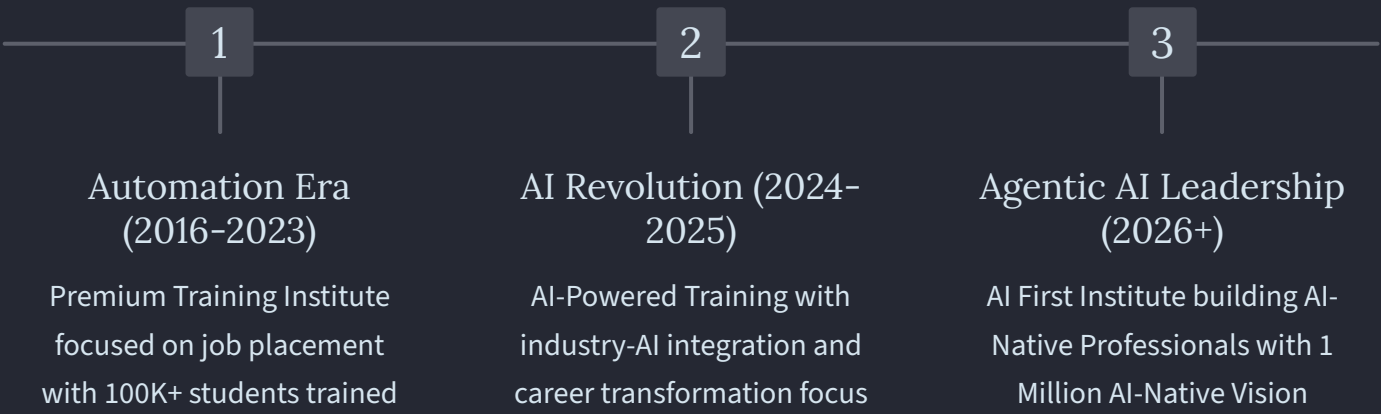 1
2
3
Automation Era
(2016-2023)
Premium Training Institute
focused on job placement
with 100K+ students trained
AI Revolution (2024-
2025)
AI-Powered Training with
industry-AI integration and
career transformation focus
Agentic AI Leadership
(2026+)
AI First Institute building AI-
Native Professionals with 1
Million AI-Native Vision